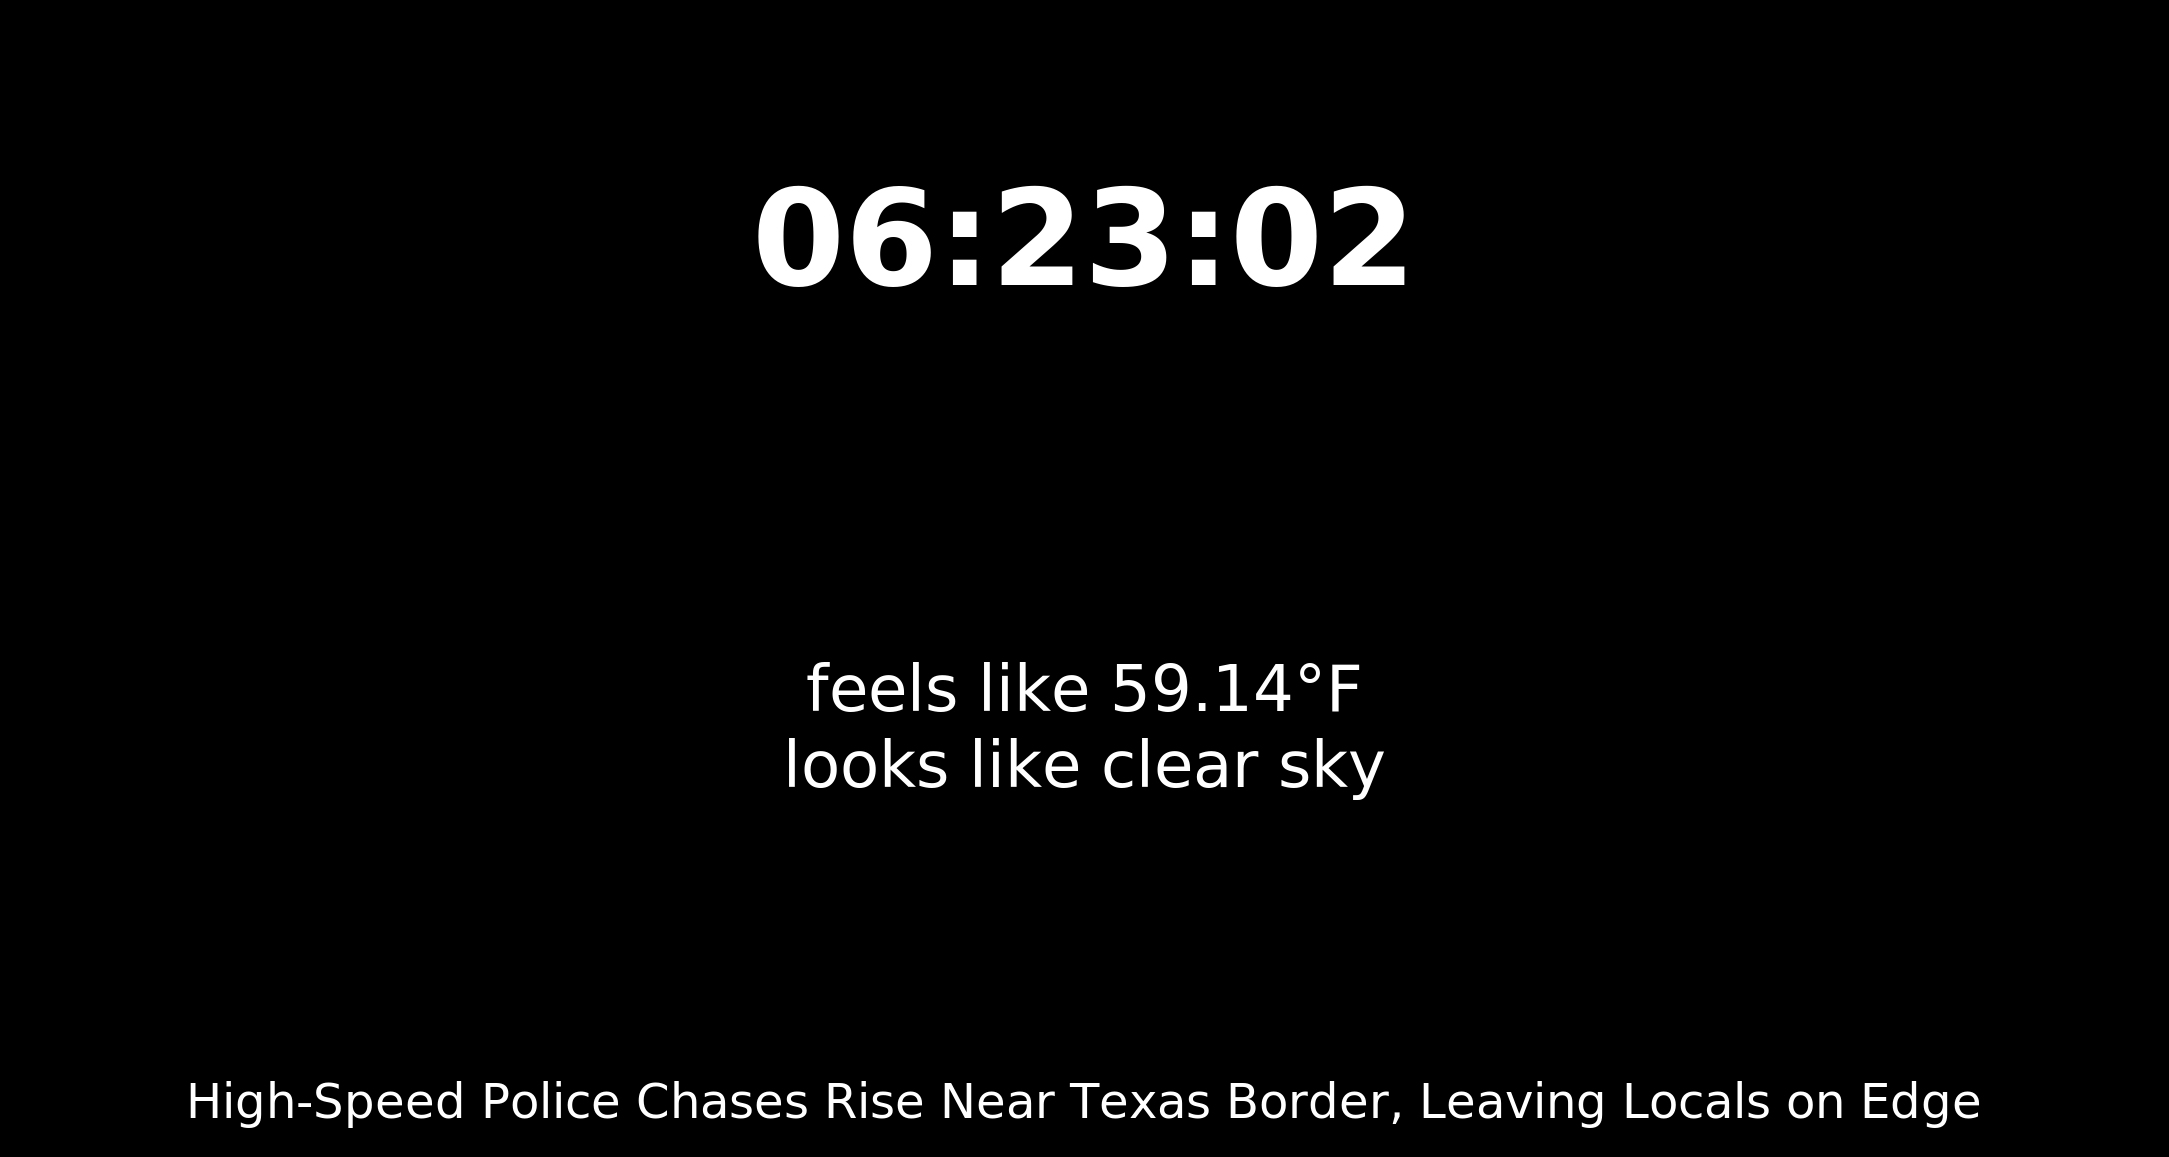 06:23:02
feels like 59.14°F
looks like clear sky
High-Speed Police Chases Rise Near Texas Border, Leaving Locals on Edge